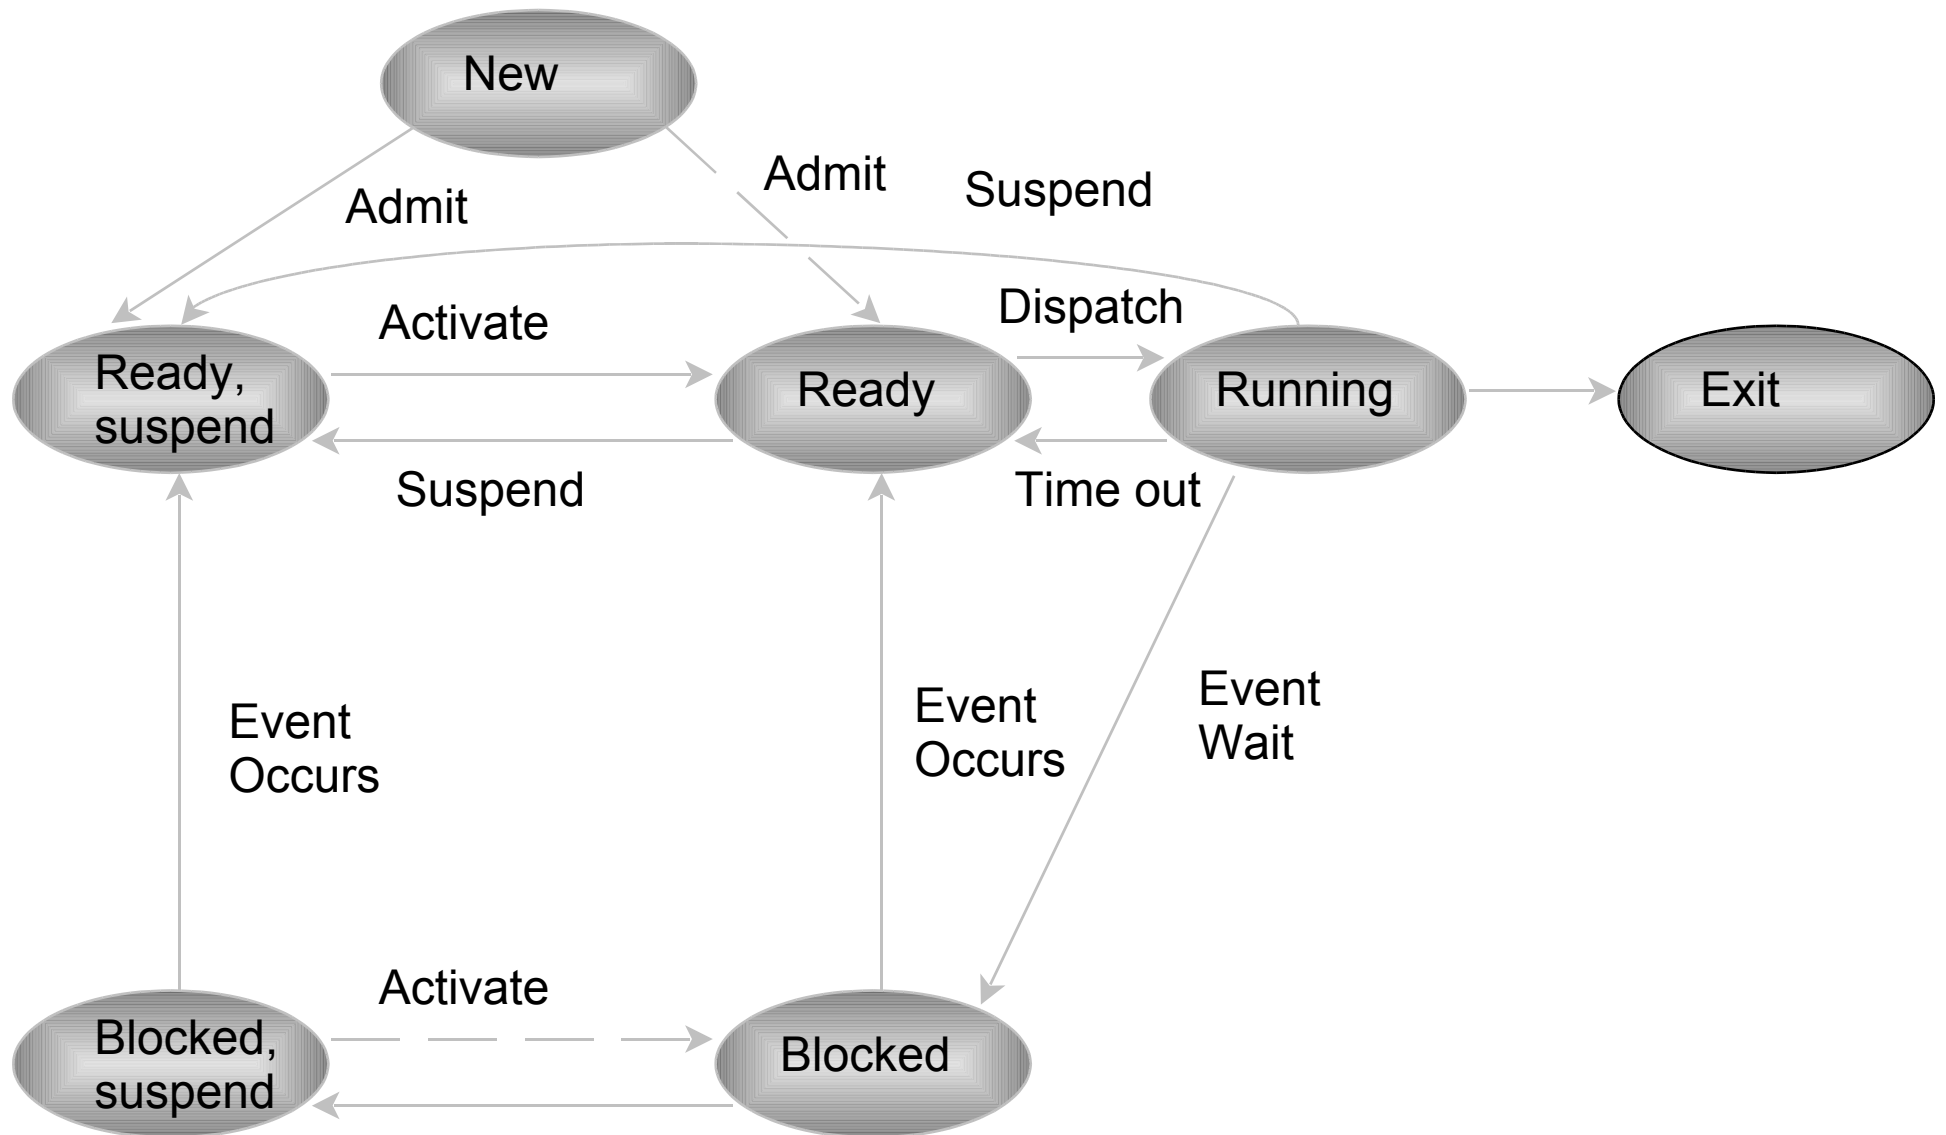 New
Admit
Admit
Suspend
Activate
Dispatch
Ready,
suspend
Ready
Running
Exit
Suspend
Time out
Event
Occurs
Event
Occurs
Event
Wait
Activate
Blocked,
suspend
Blocked